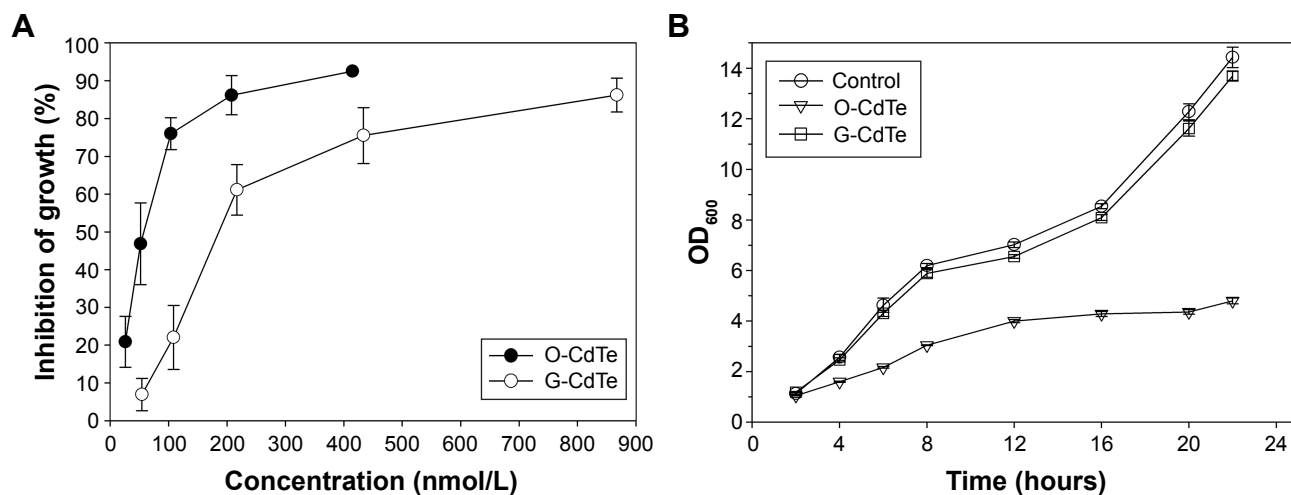 A
Inhibition of growth (%)
100
90
80
70
60
50
40
30
20
10
0
0 100 200 300 400 500 600 700 800 900
Concentration (nmol/L)
O-CdTe
G-CdTe
B
OD600
14
12
10
8
6
4
2
0
0 4 8 12 16 20 24
Time (hours)
Control
O-CdTe
G-CdTe